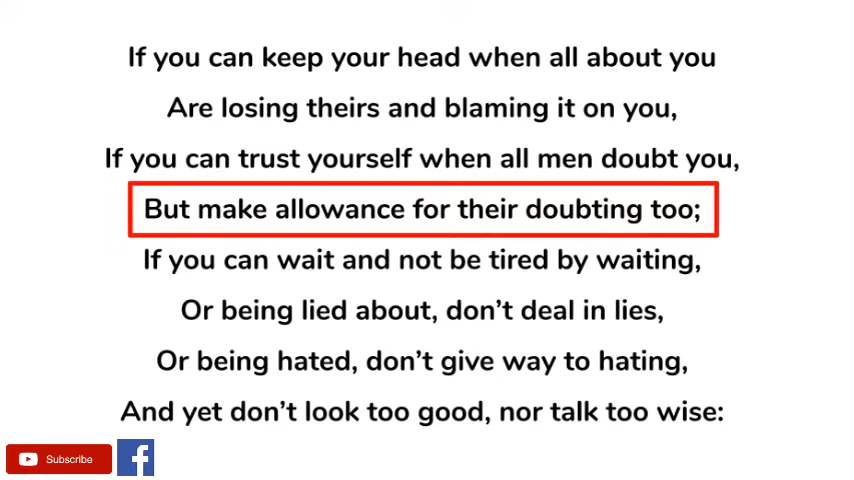 If you can keep your head when all about you
Are losing theirs and blaming it on you,
If you can trust yourself when all men doubt you,
But make allowance for their doubting too;
If you can wait and not be tired by waiting,
Or being lied about, don’t deal in lies,
Or being hated, don’t give way to hating,
And yet don’t look too good, nor talk too wise:
Subscribe
f